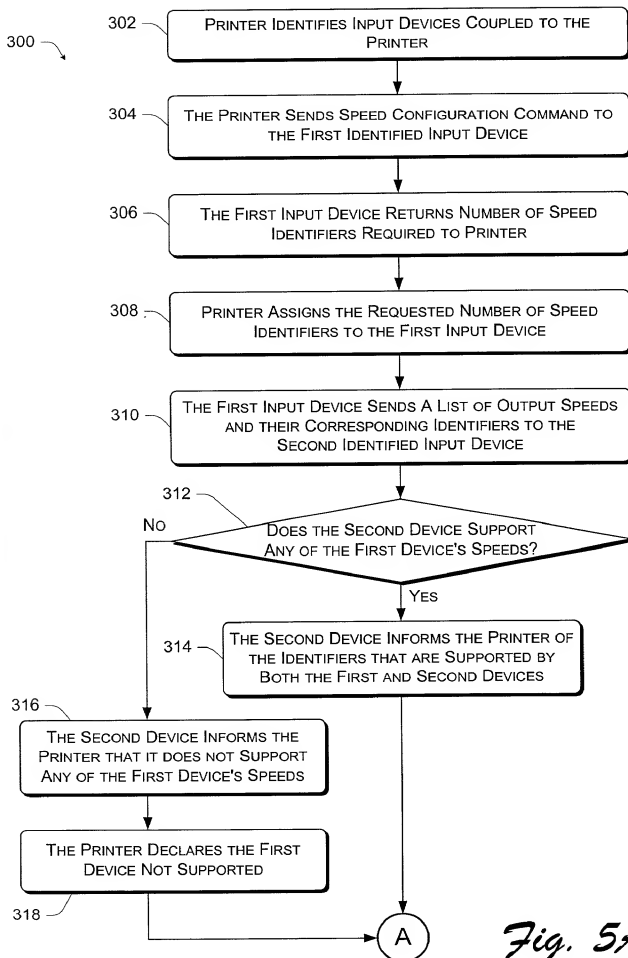 300
302
PRINTER IDENTIFIES INPUT DEVICES COUPLED TO THE
PRINTER
304
THE PRINTER SENDS SPEED CONFIGURATION COMMAND TO
THE FIRST IDENTIFIED INPUT DEVICE
306
THE FIRST INPUT DEVICE RETURNS NUMBER OF SPEED
IDENTIFIERS REQUIRED TO PRINTER
308
PRINTER ASSIGNS THE REQUESTED NUMBER OF SPEED
IDENTIFIERS TO THE FIRST INPUT DEVICE
310
THE FIRST INPUT DEVICE SENDS A LIST OF OUTPUT SPEEDS
AND THEIR CORRESPONDING IDENTIFIERS TO THE
SECOND IDENTIFIED INPUT DEVICE
312
DOES THE SECOND DEVICE SUPPORT
ANY OF THE FIRST DEVICE'S SPEEDS?
NO
YES
314
THE SECOND DEVICE INFORMS THE PRINTER OF
THE IDENTIFIERS THAT ARE SUPPORTED BY
BOTH THE FIRST AND SECOND DEVICES
316
THE SECOND DEVICE INFORMS THE
PRINTER THAT IT DOES NOT SUPPORT
ANY OF THE FIRST DEVICE'S SPEEDS
THE PRINTER DECLARES THE FIRST
DEVICE NOT SUPPORTED
318
A
Fig. 5A